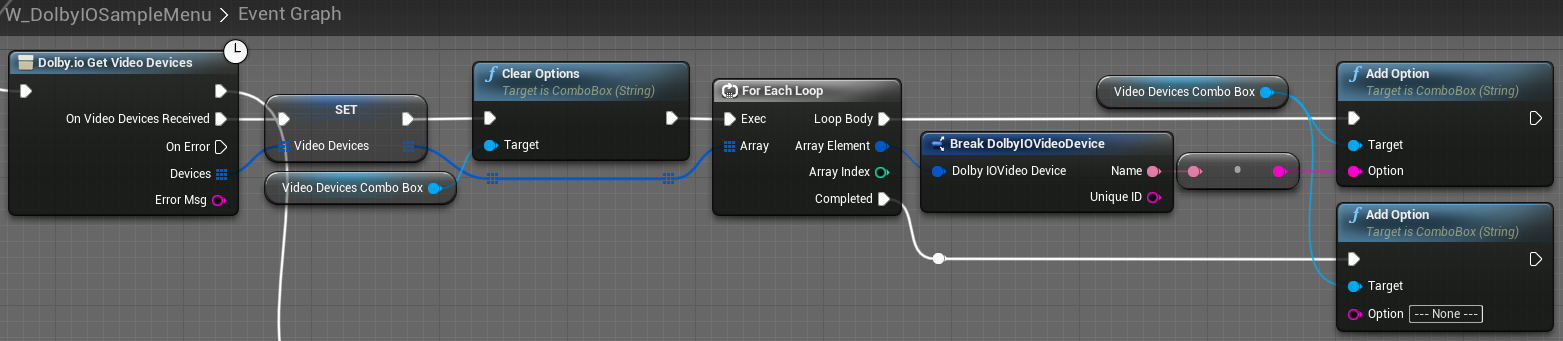 W_DolbyIOSampleMenu > Event Graph
Dolby.io Get Video Devices
On Video Devices Received
On Error
Devices
Error Msg
SET
Video Devices
Video Devices Combo Box
Clear Options
Target is ComboBox (String)
Target
For Each Loop
Exec
Loop Body
Array
Array Element
Array Index
Completed
Break DolbyIOVideoDevice
Dolby IOVideo Device
Name
Unique ID
Video Devices Combo Box
Add Option
Target is ComboBox (String)
Target
Option
Add Option
Target is ComboBox (String)
Target
Option --- None ---